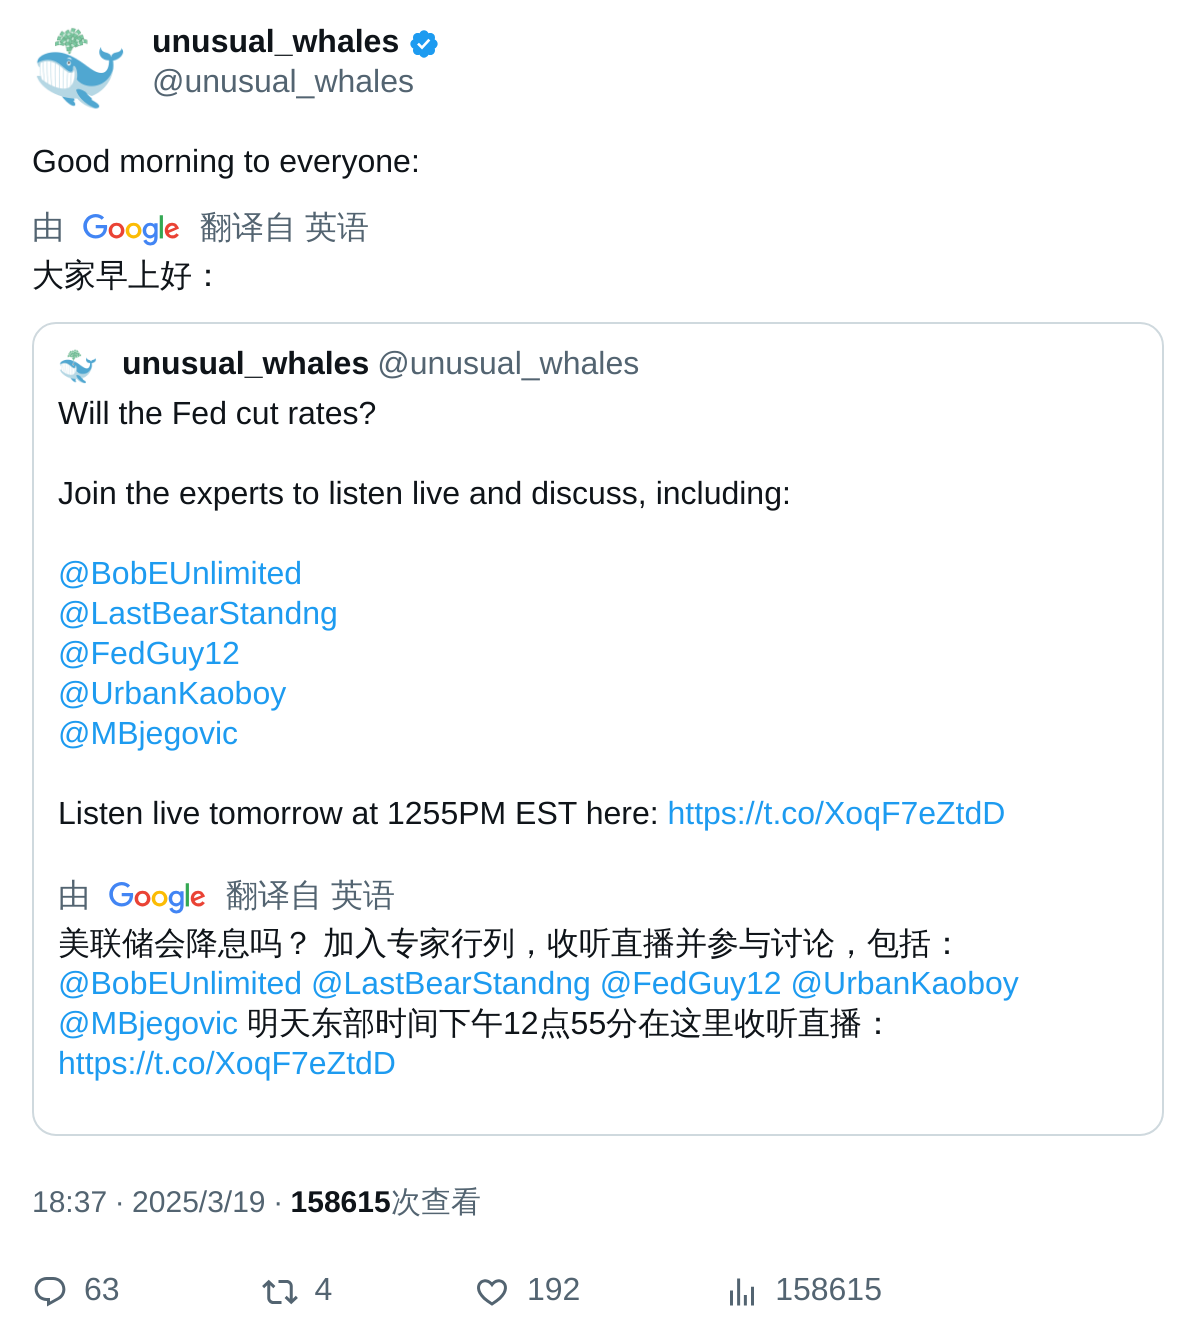 unusual_whales
@unusual_whales
Good morning to everyone:
由 Google 翻译自 英语
大家早上好：
unusual_whales @unusual_whales
Will the Fed cut rates?
Join the experts to listen live and discuss, including:
@BobEUnlimited
@LastBearStandng
@FedGuy12
@UrbanKaoboy
@MBjegovic
Listen live tomorrow at 1255PM EST here: https://t.co/XoqF7eZtdD
由 Google 翻译自 英语
美联储会降息吗？ 加入专家行列，收听直播并参与讨论，包括：
@BobEUnlimited @LastBearStandng @FedGuy12 @UrbanKaoboy
@MBjegovic 明天东部时间下午12点55分在这里收听直播：
https://t.co/XoqF7eZtdD
18:37 · 2025/3/19 · 158615次查看
63 4 192 158615